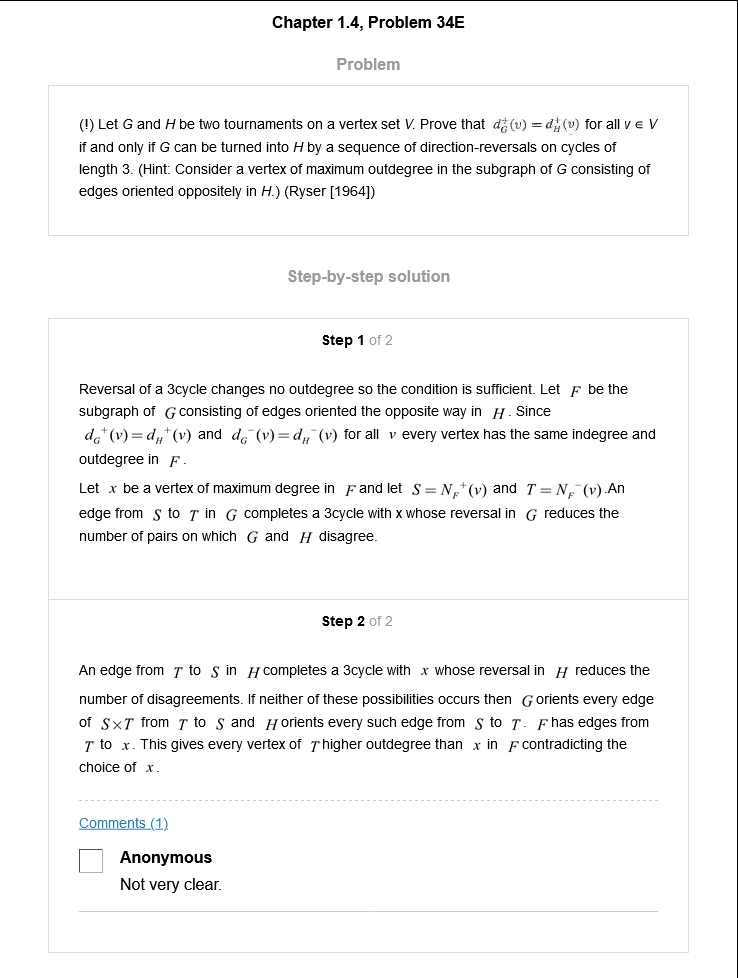 Chapter 1.4, Problem 34E
Problem
(!) Let G and H be two tournaments on a vertex set V. Prove that d_G^+(v) = d_H^+(v) for all v ∈ V
if and only if G can be turned into H by a sequence of direction-reversals on cycles of
length 3. (Hint: Consider a vertex of maximum outdegree in the subgraph of G consisting of
edges oriented oppositely in H.) (Ryser [1964])
Step-by-step solution
Step 1 of 2
Reversal of a 3cycle changes no outdegree so the condition is sufficient. Let F be the
subgraph of G consisting of edges oriented the opposite way in H. Since
d_G^+(v) = d_H^+(v) and d_G^-(v) = d_H^-(v) for all v every vertex has the same indegree and
outdegree in F.
Let x be a vertex of maximum degree in F and let S = N_F^+(v) and T = N_F^-(v).An
edge from S to T in G completes a 3cycle with x whose reversal in G reduces the
number of pairs on which G and H disagree.
Step 2 of 2
An edge from T to S in H completes a 3cycle with x whose reversal in H reduces the
number of disagreements. If neither of these possibilities occurs then G orients every edge
of S×T from T to S and H orients every such edge from S to T. F has edges from
T to x. This gives every vertex of T higher outdegree than x in F contradicting the
choice of x.
Comments (1)
Anonymous
Not very clear.